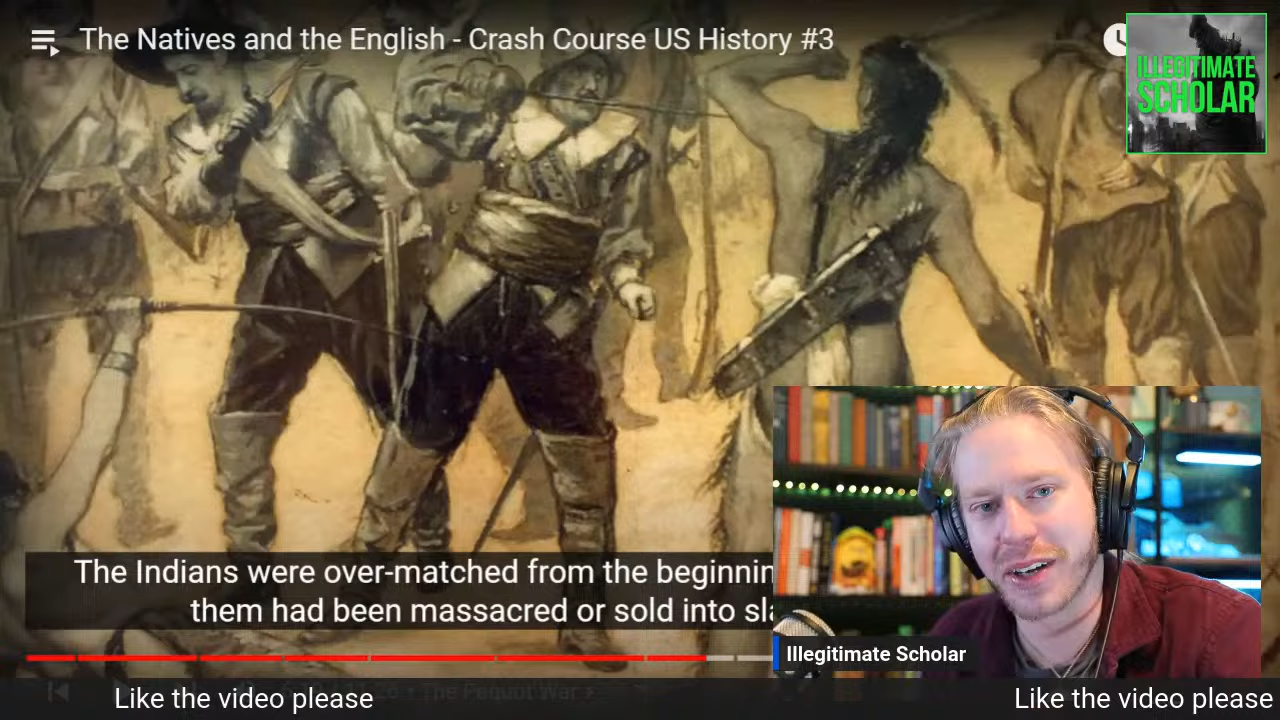 The Natives and the English - Crash Course US History #3
ILLEGITIMATE
SCHOLAR
The Indians were over-matched from the beginnin
them had been massacred or sold into sla
Illegitimate Scholar
The Pequot War
Like the video please
Like the video please